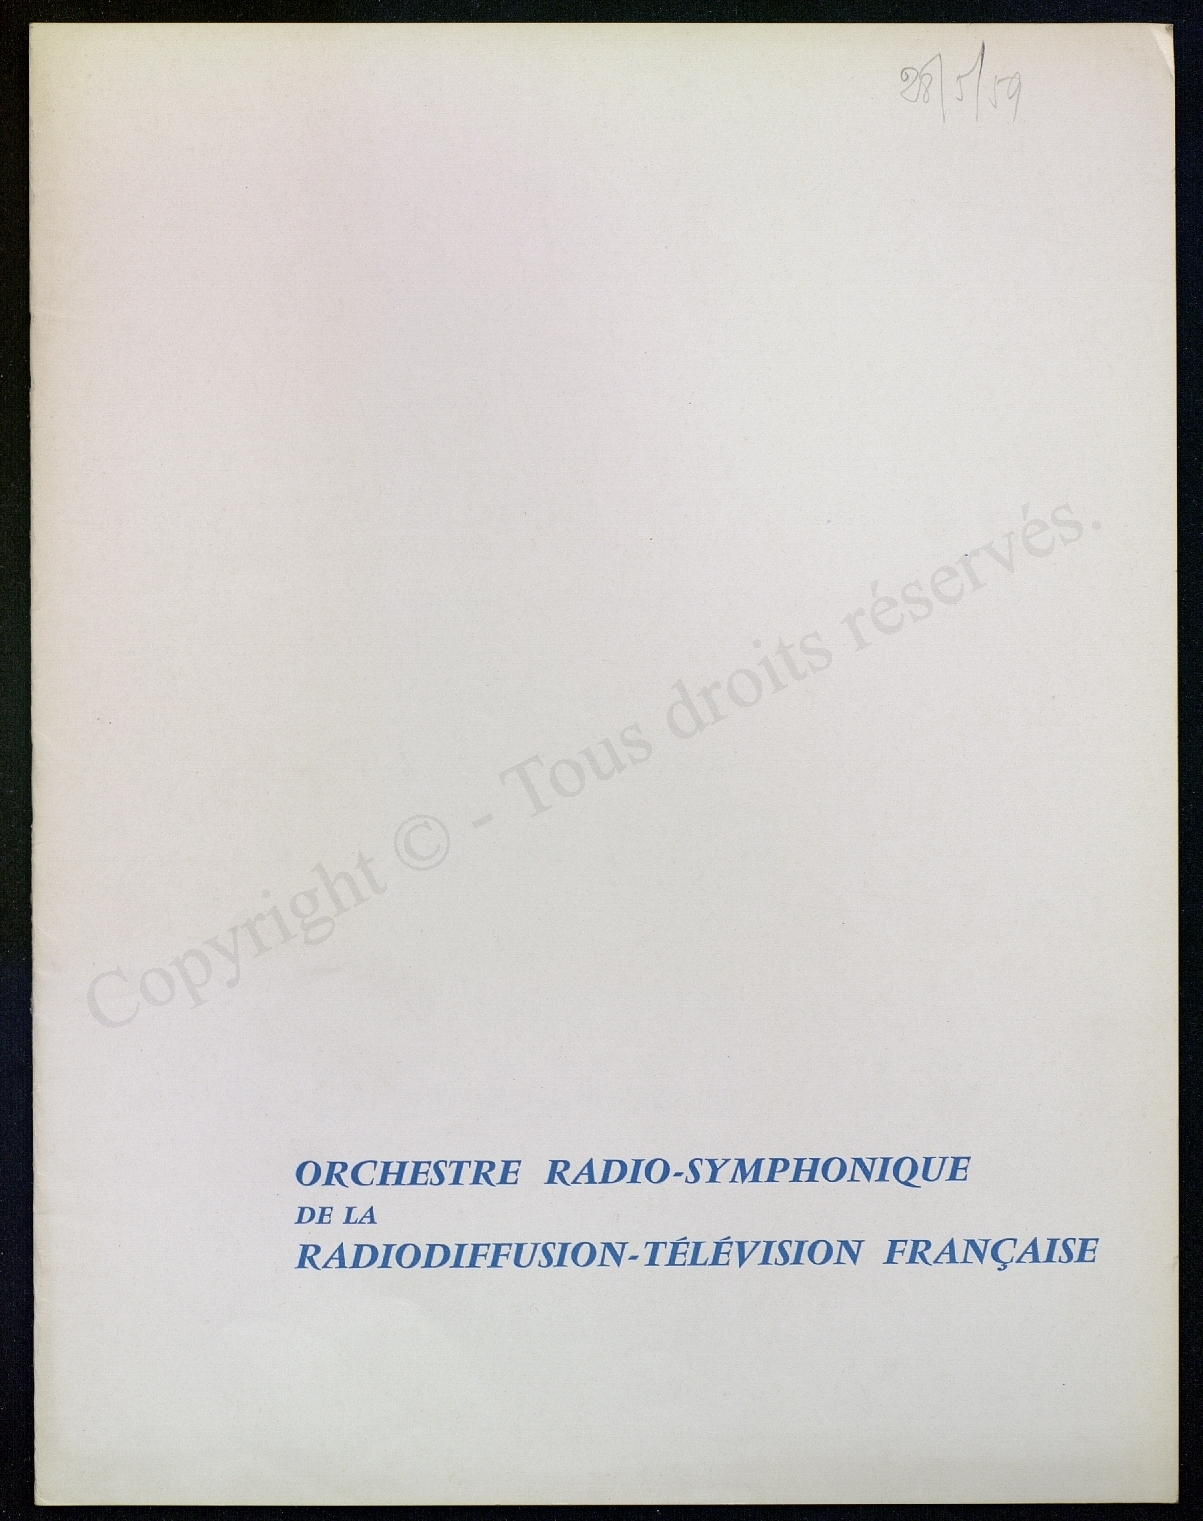 28/5/59
Copyright © - Tous droits réservés.
ORCHESTRE RADIO-SYMPHONIQUE
DE LA
RADIODIFFUSION-TÉLÉVISION FRANÇAISE